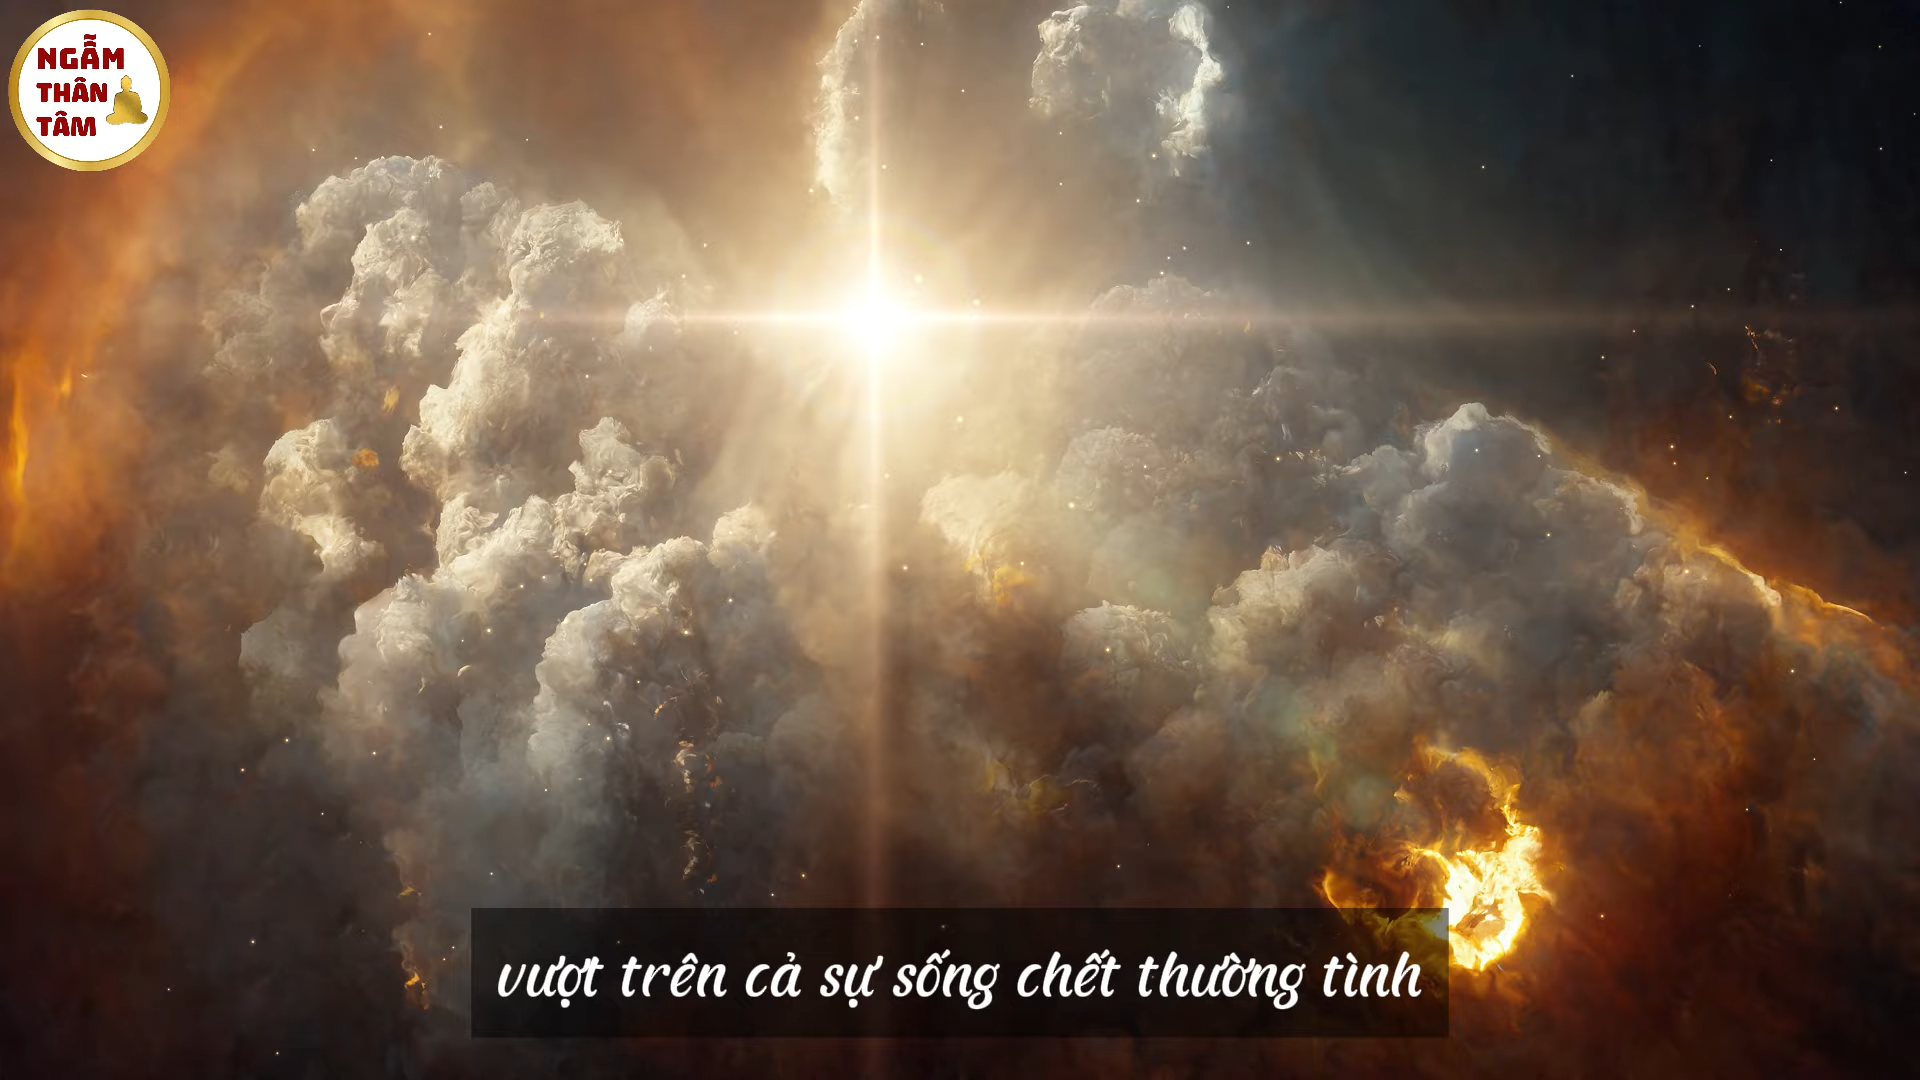 NGẪM
THÂN
TÂM
vượt trên cả sự sống chết thường tình